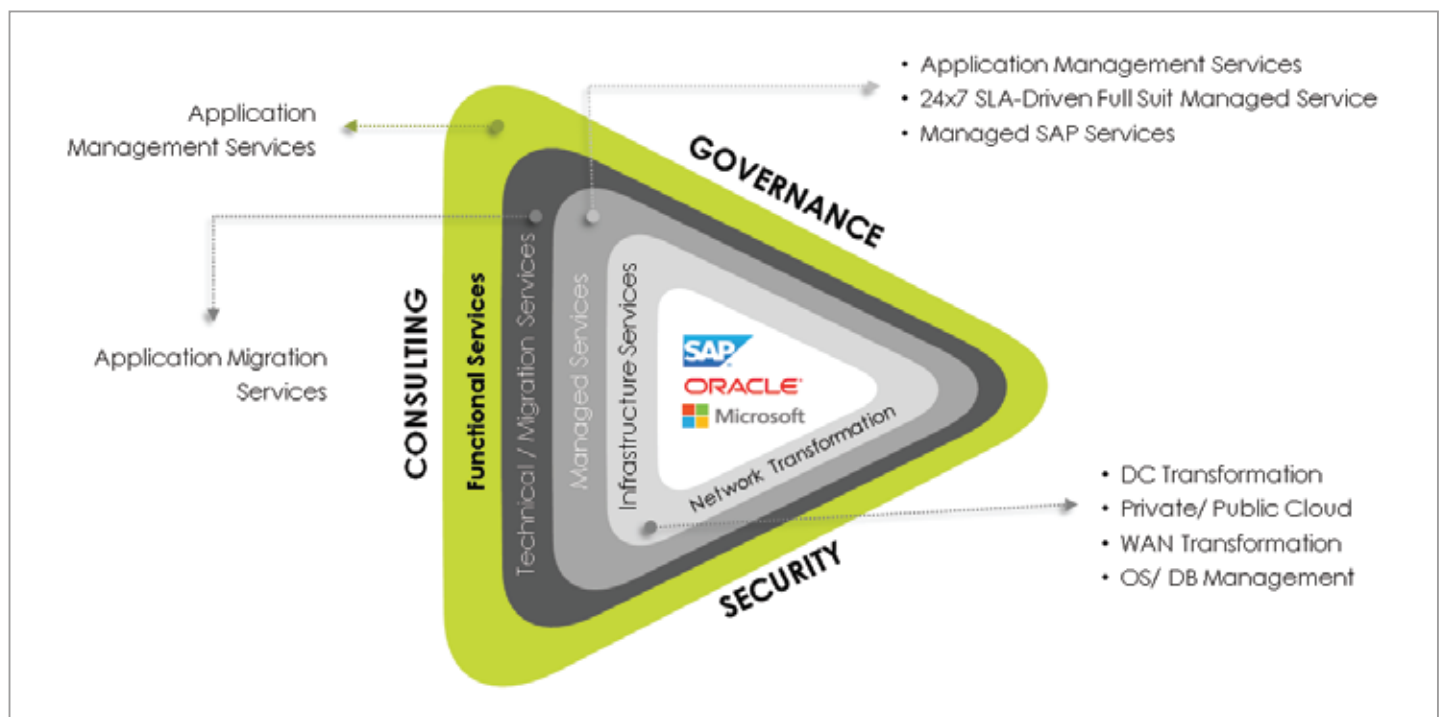 Application
Management Services
Application Migration
Services
• Application Management Services
• 24x7 SLA-Driven Full Suit Managed Service
• Managed SAP Services
GOVERNANCE
CONSULTING
Functional Services
Technical / Migration Services
Managed Services
Infrastructure Services
SAP
ORACLE
Microsoft
Network Transformation
SECURITY
• DC Transformation
• Private/ Public Cloud
• WAN Transformation
• OS/ DB Management